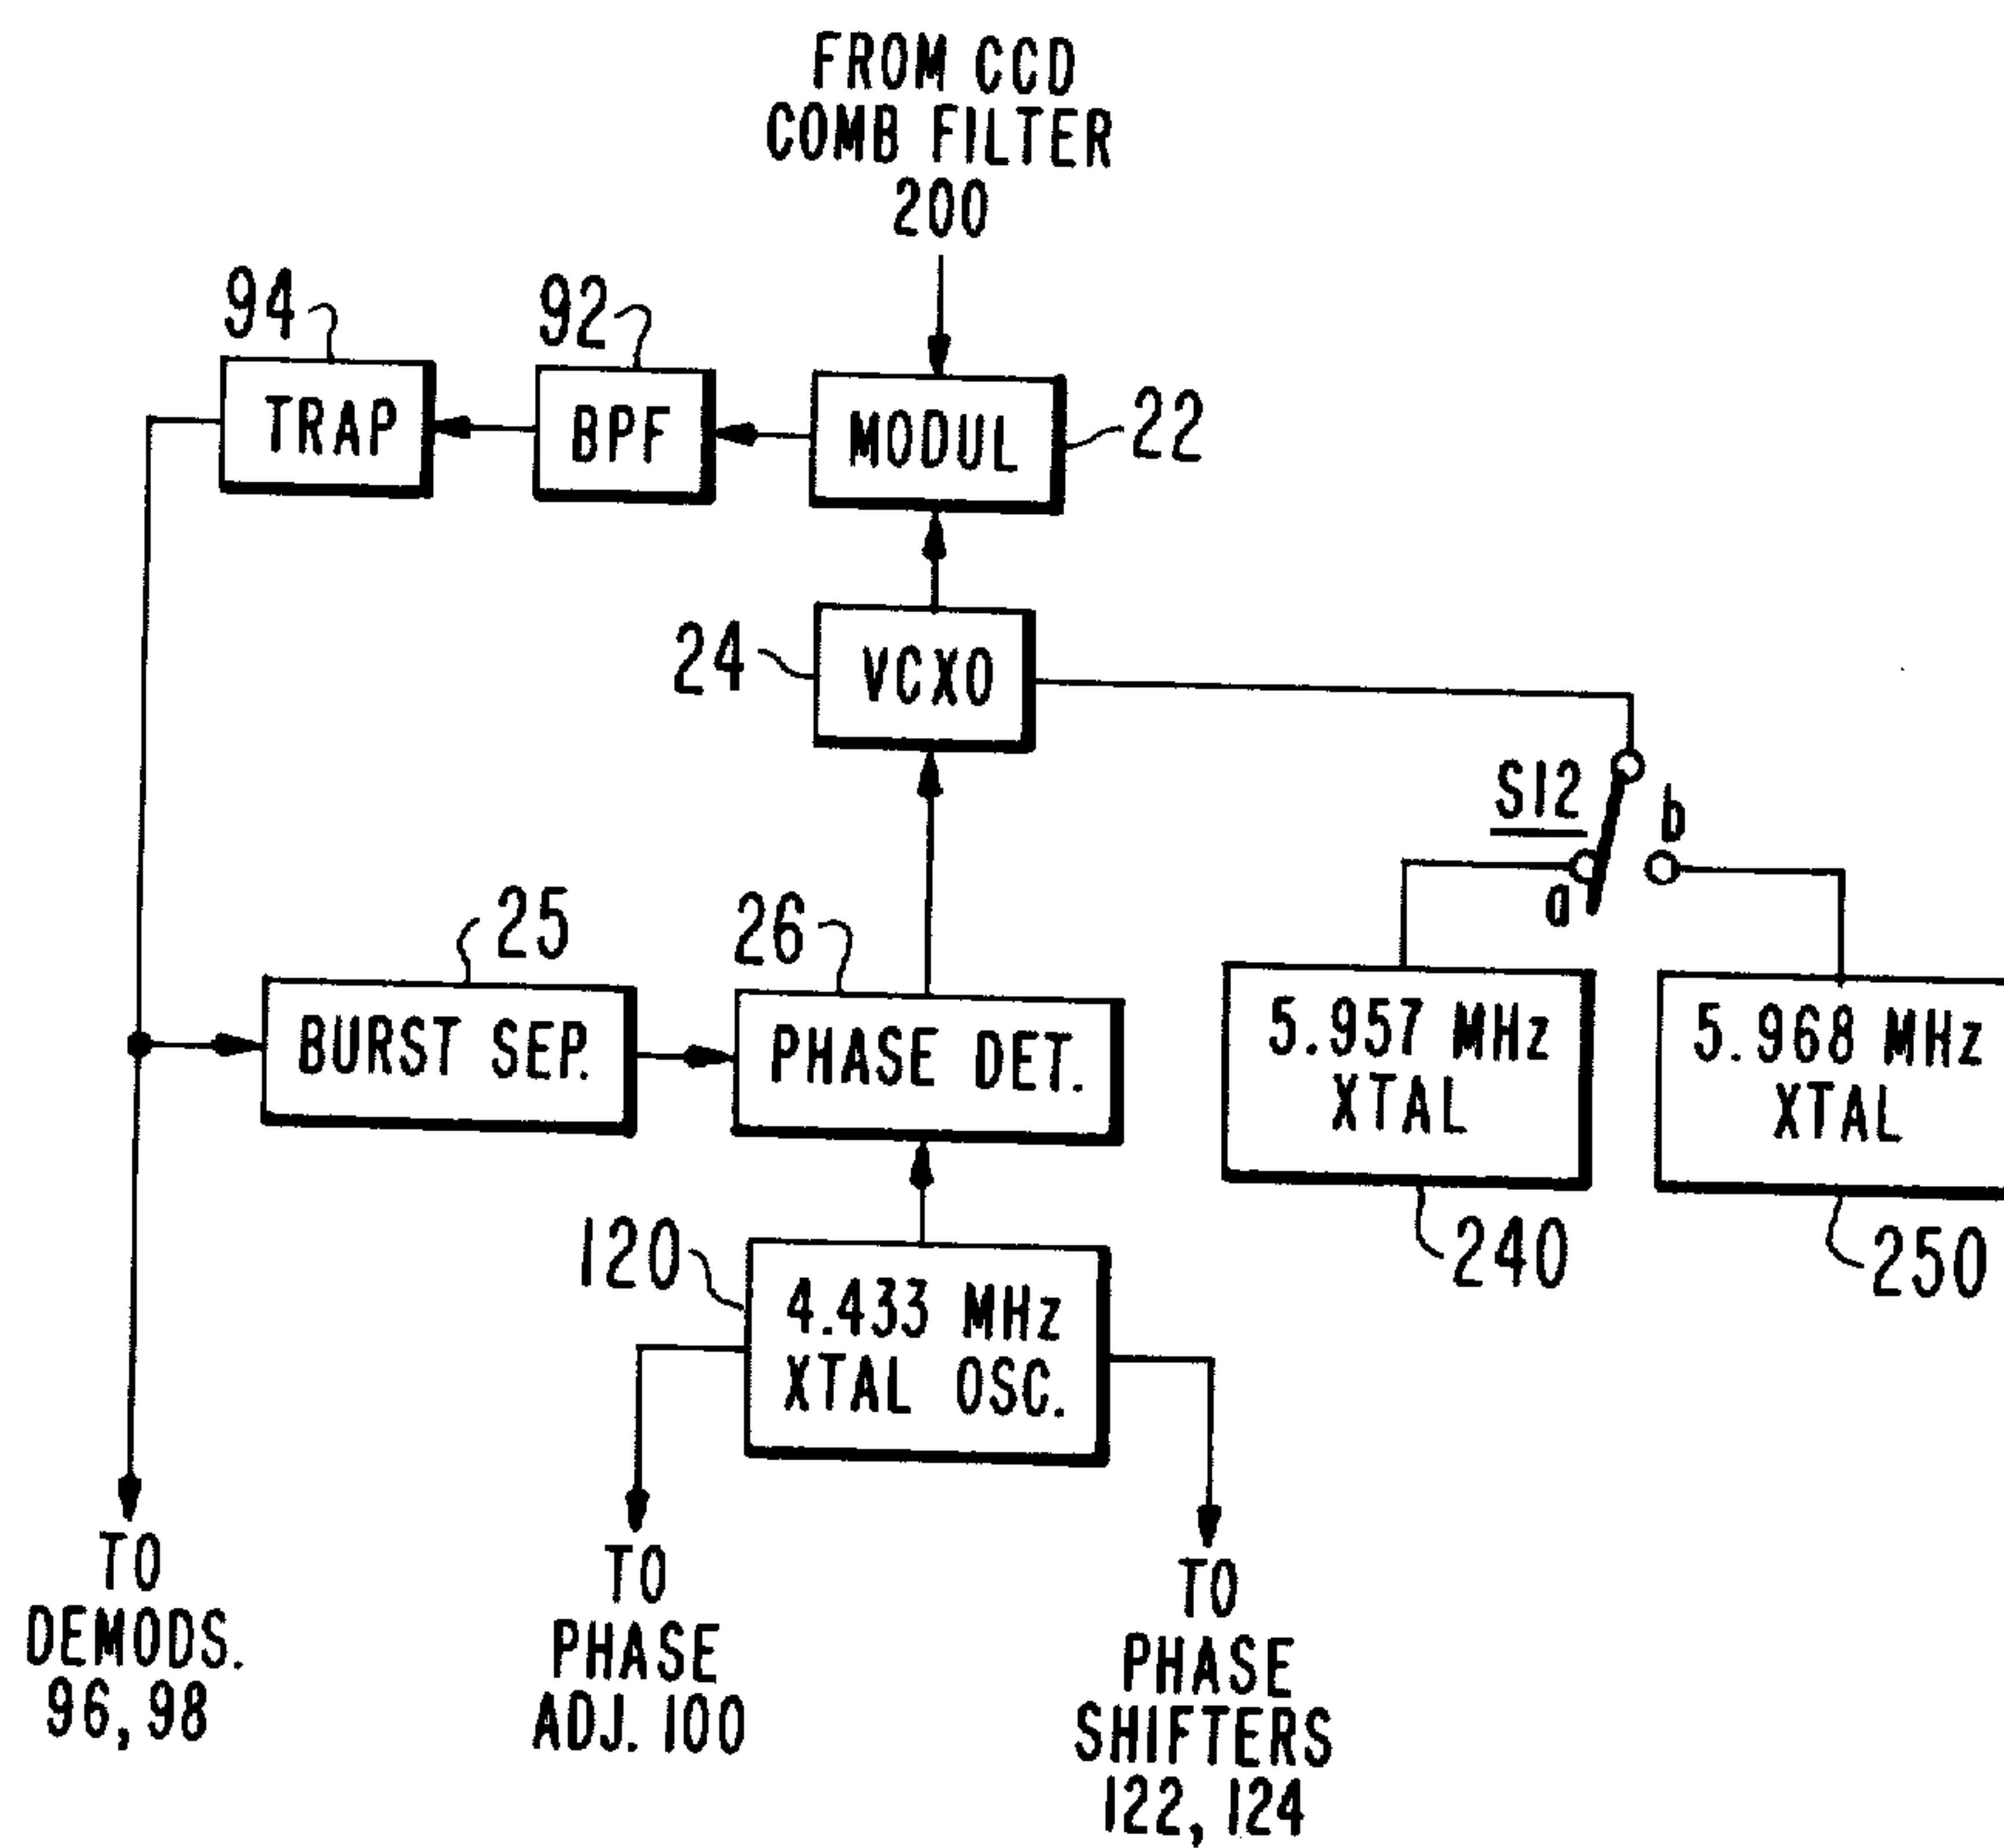 FROM CCD
COMB FILTER
200
94
92
TRAP
BPF
MODUL
22
24
VCXO
S12
b
a
25
26
BURST SEP.
PHASE DET.
5.957 MHz
XTAL
5.968 MHz
XTAL
240
250
120
4.433 MHz
XTAL OSC.
TO
DEMODS.
96, 98
TO
PHASE
ADJ. 100
TO
PHASE
SHIFTERS
122, 124